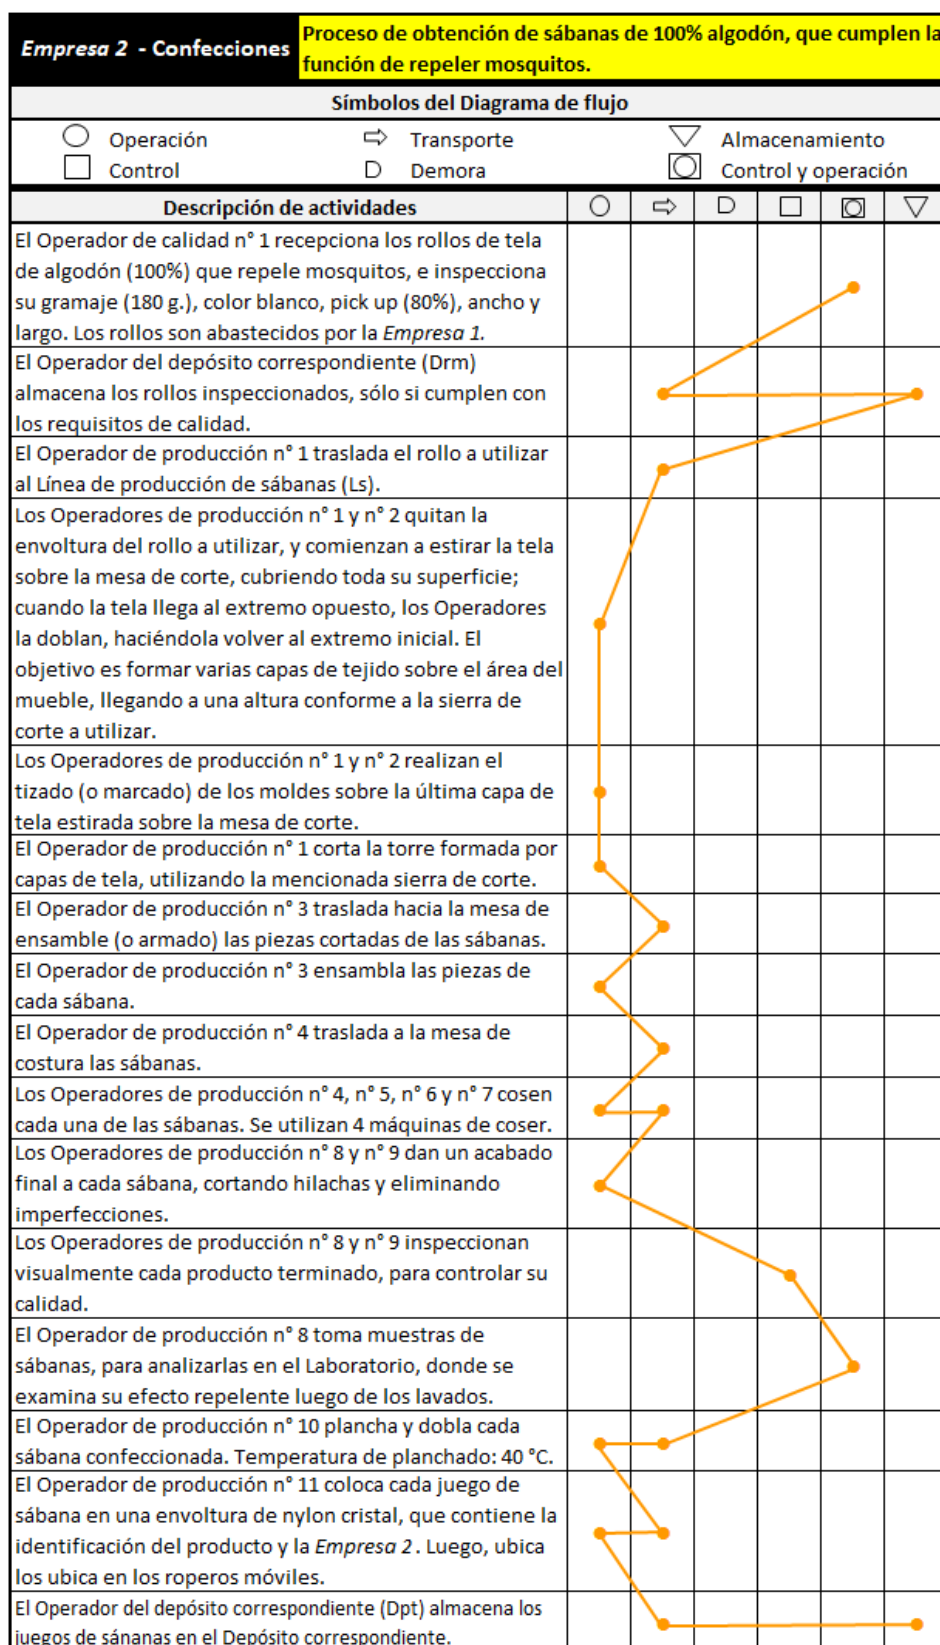 Empresa 2 - Confecciones
Proceso de obtención de sábanas de 100% algodón, que cumplen la
función de repeler mosquitos.
Símbolos del Diagrama de flujo
Operación Transporte Almacenamiento
Control Demora Control y operación
Descripción de actividades
El Operador de calidad n° 1 recepciona los rollos de tela
de algodón (100%) que repele mosquitos, e inspecciona
su gramaje (180 g.), color blanco, pick up (80%), ancho y
largo. Los rollos son abastecidos por la Empresa 1.
El Operador del depósito correspondiente (Drm)
almacena los rollos inspeccionados, sólo si cumplen con
los requisitos de calidad.
El Operador de producción n° 1 traslada el rollo a utilizar
al Línea de producción de sábanas (Ls).
Los Operadores de producción n° 1 y n° 2 quitan la
envoltura del rollo a utilizar, y comienzan a estirar la tela
sobre la mesa de corte, cubriendo toda su superficie;
cuando la tela llega al extremo opuesto, los Operadores
la doblan, haciéndola volver al extremo inicial. El
objetivo es formar varias capas de tejido sobre el área del
mueble, llegando a una altura conforme a la sierra de
corte a utilizar.
Los Operadores de producción n° 1 y n° 2 realizan el
tizado (o marcado) de los moldes sobre la última capa de
tela estirada sobre la mesa de corte.
El Operador de producción n° 1 corta la torre formada por
capas de tela, utilizando la mencionada sierra de corte.
El Operador de producción n° 3 traslada hacia la mesa de
ensamble (o armado) las piezas cortadas de las sábanas.
El Operador de producción n° 3 ensambla las piezas de
cada sábana.
El Operador de producción n° 4 traslada a la mesa de
costura las sábanas.
Los Operadores de producción n° 4, n° 5, n° 6 y n° 7 cosen
cada una de las sábanas. Se utilizan 4 máquinas de coser.
Los Operadores de producción n° 8 y n° 9 dan un acabado
final a cada sábana, cortando hilachas y eliminando
imperfecciones.
Los Operadores de producción n° 8 y n° 9 inspeccionan
visualmente cada producto terminado, para controlar su
calidad.
El Operador de producción n° 8 toma muestras de
sábanas, para analizarlas en el Laboratorio, donde se
examina su efecto repelente luego de los lavados.
El Operador de producción n° 10 plancha y dobla cada
sábana confeccionada. Temperatura de planchado: 40 °C.
El Operador de producción n° 11 coloca cada juego de
sábana en una envoltura de nylon cristal, que contiene la
identificación del producto y la Empresa 2. Luego, ubica
los ubica en los roperos móviles.
El Operador del depósito correspondiente (Dpt) almacena los
juegos de sánanas en el Depósito correspondiente.